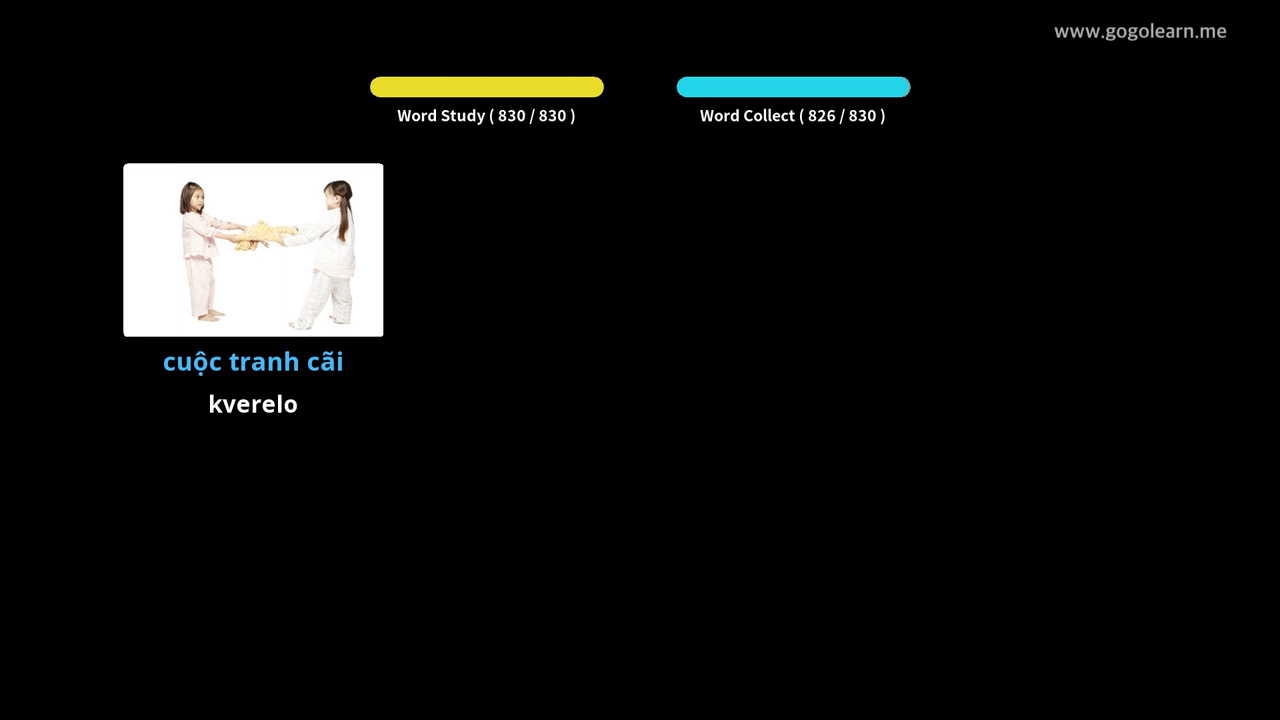 www.gogolearn.me
Word Study ( 830 / 830 )
Word Collect ( 826 / 830 )
cuộc tranh cãi
kverelo